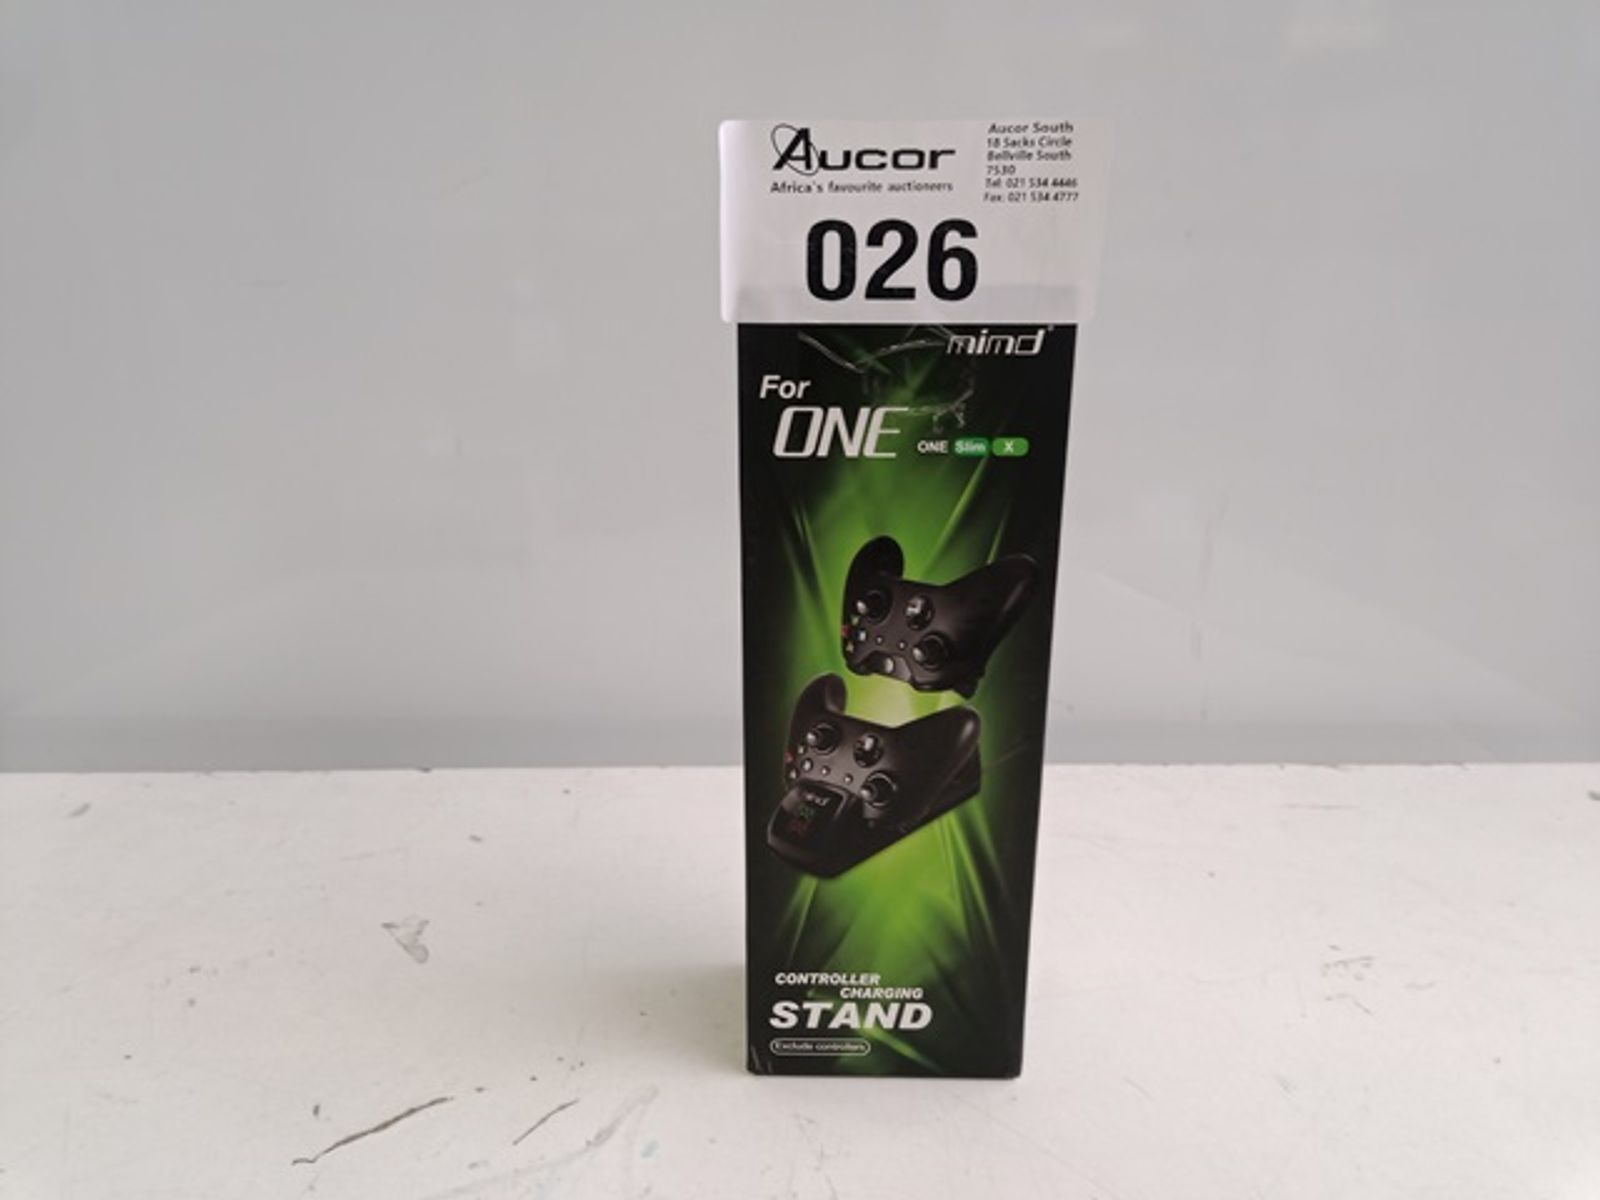 Aucor
Africa's favourite auctioneers
Aucor South
18 Sacks Circle
Bellville South
7530
Tel: 021 534 4446
Fax: 021 534 4777
026
mimd
For
ONE
ONE Slim X
CONTROLLER
CHARGING
STAND
Exclude controllers